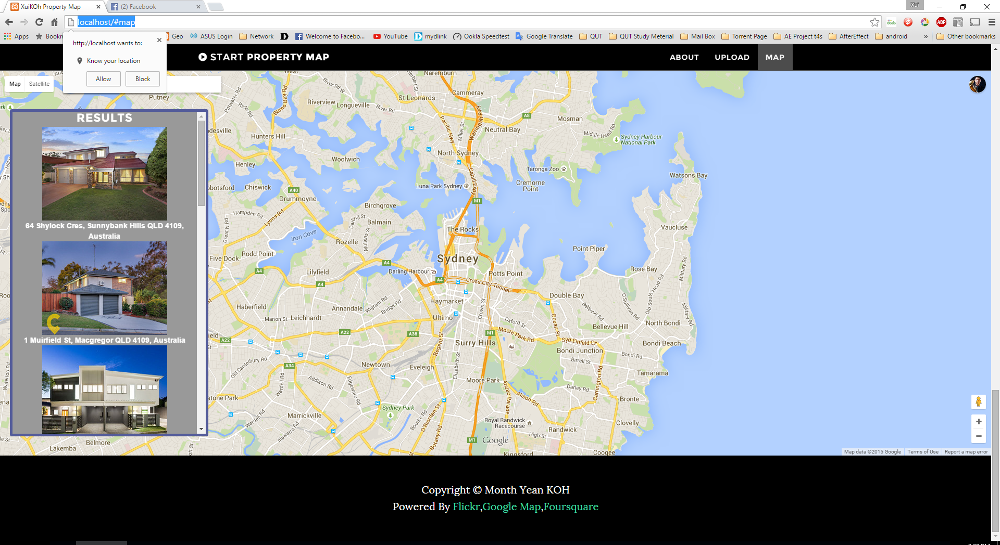 XuiKOh Property Map
(2) Facebook
Xui
localhost/#map
Apps
Geo
ASUS Login
Network
Welcome to Facebo...
YouTube
mydlink
Ookla Speedtest
Google Translate
QUT
QUT Study Meterial
Mail Box
Torrent Page
AE Project t4s
AfterEffect
android
»
Other bookmarks
http://localhost wants to:
Know your location
Allow
Block
START PROPERTY MAP
ABOUT
UPLOAD
MAP
Map
Satellite
RESULTS
64 Shylock Cres, Sunnybank Hills QLD 4109,
Australia
1 Muirfield St, Macgregor QLD 4109, Australia
Naremburn
Cammeray
St Leonards
Herbert St
River Rd W
River Rd
Riverview
Longueville
Putney
Pittwater Rd
Ryde Rd
Burns Bay Rd
Hunters Hill
Pacific Hwy
Miller St
Warringah Fwy
A8
Mosman
Neutral Bay
Middle Head Rd
Sydney Harbour
National Park
North Sydney
Woolwich
Henley
Taronga Zoo
Cremorne
Point
Watsons Bay
Luna Park Sydney
Cahill Expy
Chiswick
A40
Drummoyne
M1
Birchgrove
Hampden Rd
Lyons Rd
Darling St
Balmain
The Rocks
Vaucluse
Great N Rd
Iron Cove
Rozelle
Mullens St
Five Dock
Rodd Point
Sydney
Point Piper
A4
A4
Lilyfield
Darling Harbour
Potts Point
Rose Bay
Military Rd
A4
A4
Cross City Tunnel
Old South Head Rd
Haymarket
Double Bay
Haberfield
Annandale
Wigram Rd
Bridge Rd
Crown St
O'Sullivan Rd
Bellevue Rd
Military Rd
Marion St
Leichhardt
Ultimo
Oxford St
Ocean St
North Bondi
A22
A36
M1
Moore Park Rd
Bellevue Hill
A22
Regent St
Surry Hills
Syd Einfeld Dr
Bondi Beach
Bondi Junction
Bondi Rd
Old Canterbury Rd
Newtown
Eveleigh
Elizabeth St
Birrell St
A34
Carrington Rd
Tamarama
Waterloo Rd
Wardell Rd
Addison Rd
Edgeware Rd
Moore Park
Darley Rd
Anzac Parade
Alison Rd
Bronte
Sydney Park
Marrickville
Wardell Rd
Illawarra Rd
Bourke Rd
O'Riordan St
Botany Rd
Royal Randwick
Racecourse
Randwick
Clovelly
High St
M1
Google
Kingsford
Coogee
Lakemba
Belmore
Map data ©2015 Google
Terms of Use
Report a map error
Copyright © Month Yean KOH
Powered By Flickr,Google Map,Foursquare